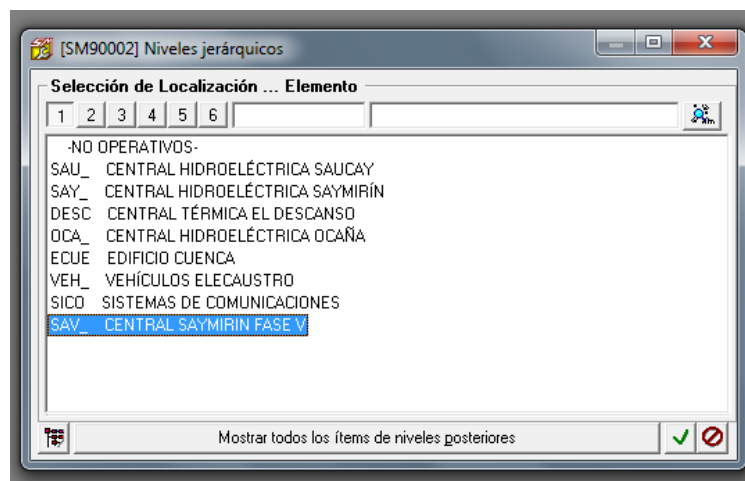 [SM90002] Niveles jerárquicos
Selección de Localización ... Elemento
1 2 3 4 5 6
-NO OPERATIVOS-
SAU_ CENTRAL HIDROELÉCTRICA SAUCAY
SAY_ CENTRAL HIDROELÉCTRICA SAYMIRÍN
DESC CENTRAL TÉRMICA EL DESCANSO
OCA_ CENTRAL HIDROELÉCTRICA OCAÑA
ECUE EDIFICIO CUENCA
VEH_ VEHÍCULOS ELECAUSTRO
SICO SISTEMAS DE COMUNICACIONES
SAV_ CENTRAL SAYMIRIN FASE V
Mostrar todos los ítems de niveles posteriores